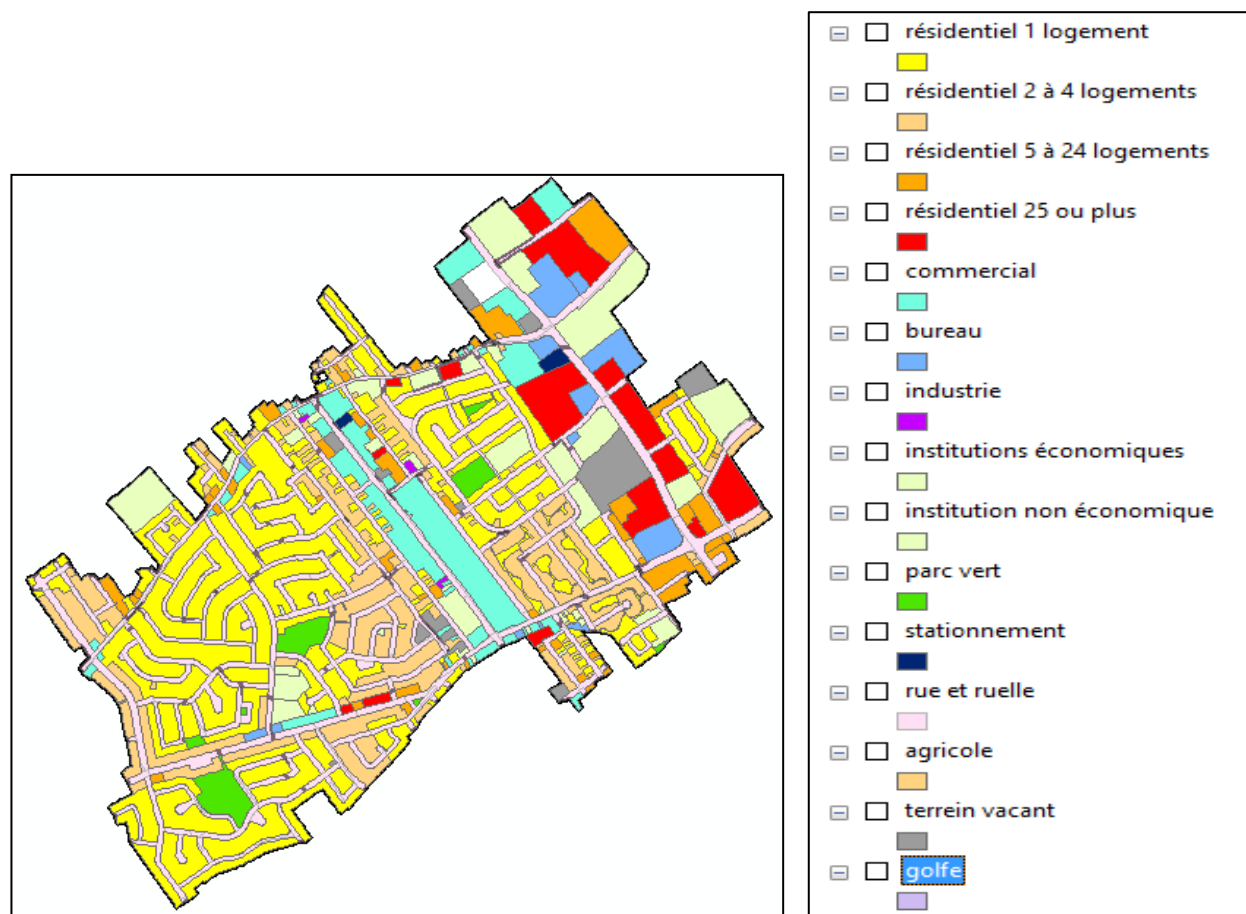 résidentiel 1 logement
résidentiel 2 à 4 logements
résidentiel 5 à 24 logements
résidentiel 25 ou plus
commercial
bureau
industrie
institutions économiques
institution non économique
parc vert
stationnement
rue et ruelle
agricole
terrein vacant
golfe